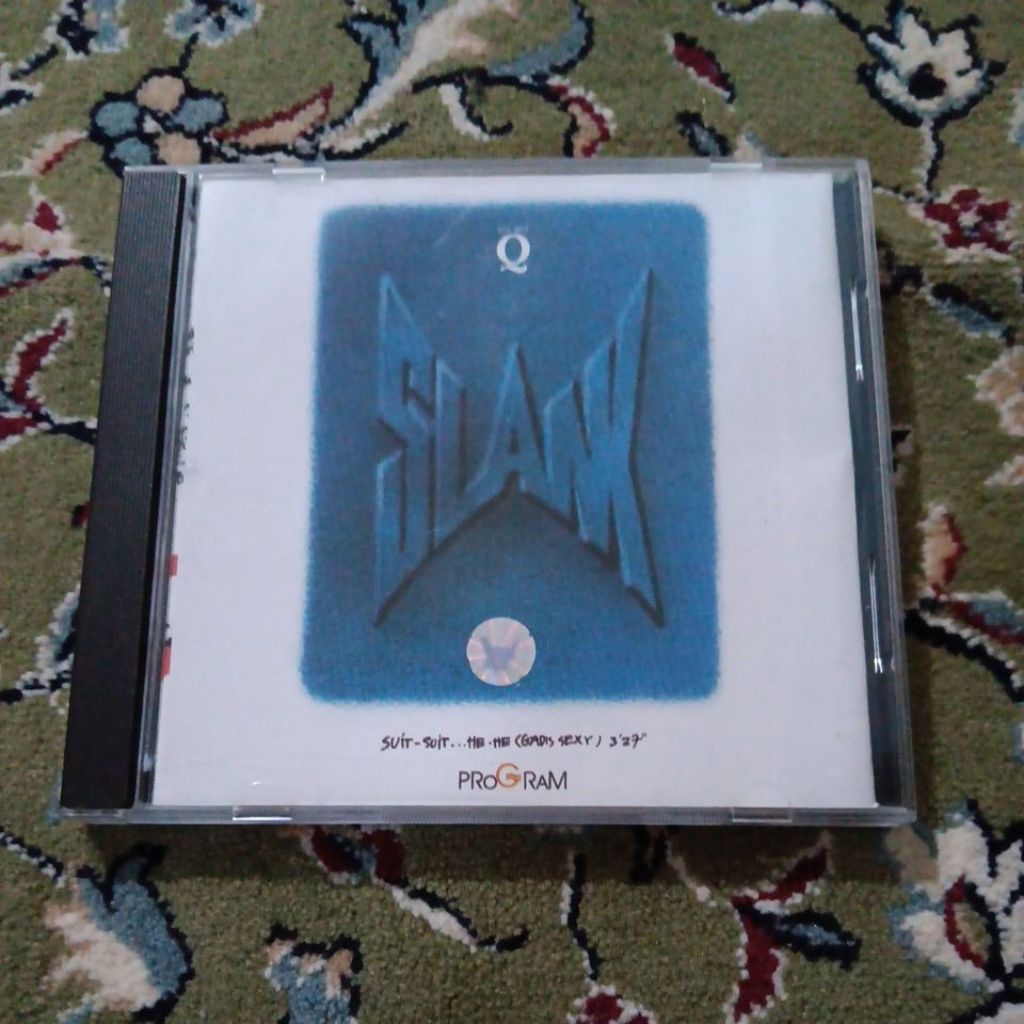 Q
SLANK
SUIT-SUIT...HE-HE (GADIS SEXY) 3'27"
PROGRAM